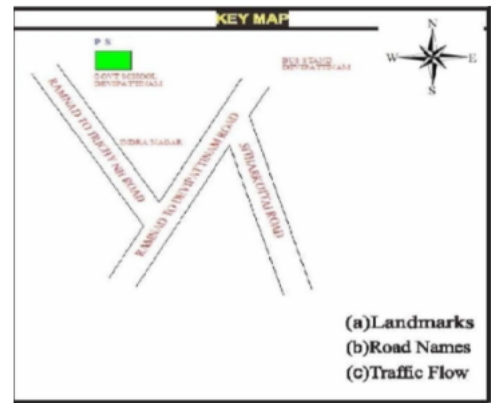 KEY MAP
N
W
E
S
P S
GOVT SCHOOL
DEVIPATTINAM
BUS STAND
DEVIPATTINAM
INDRA NAGAR
RAMNAD TO TRICHY NH ROAD
RAMNAD TO DEVIPATTINAM ROAD
SITHARKOTTAI ROAD
(a)Landmarks
(b)Road Names
(c)Traffic Flow